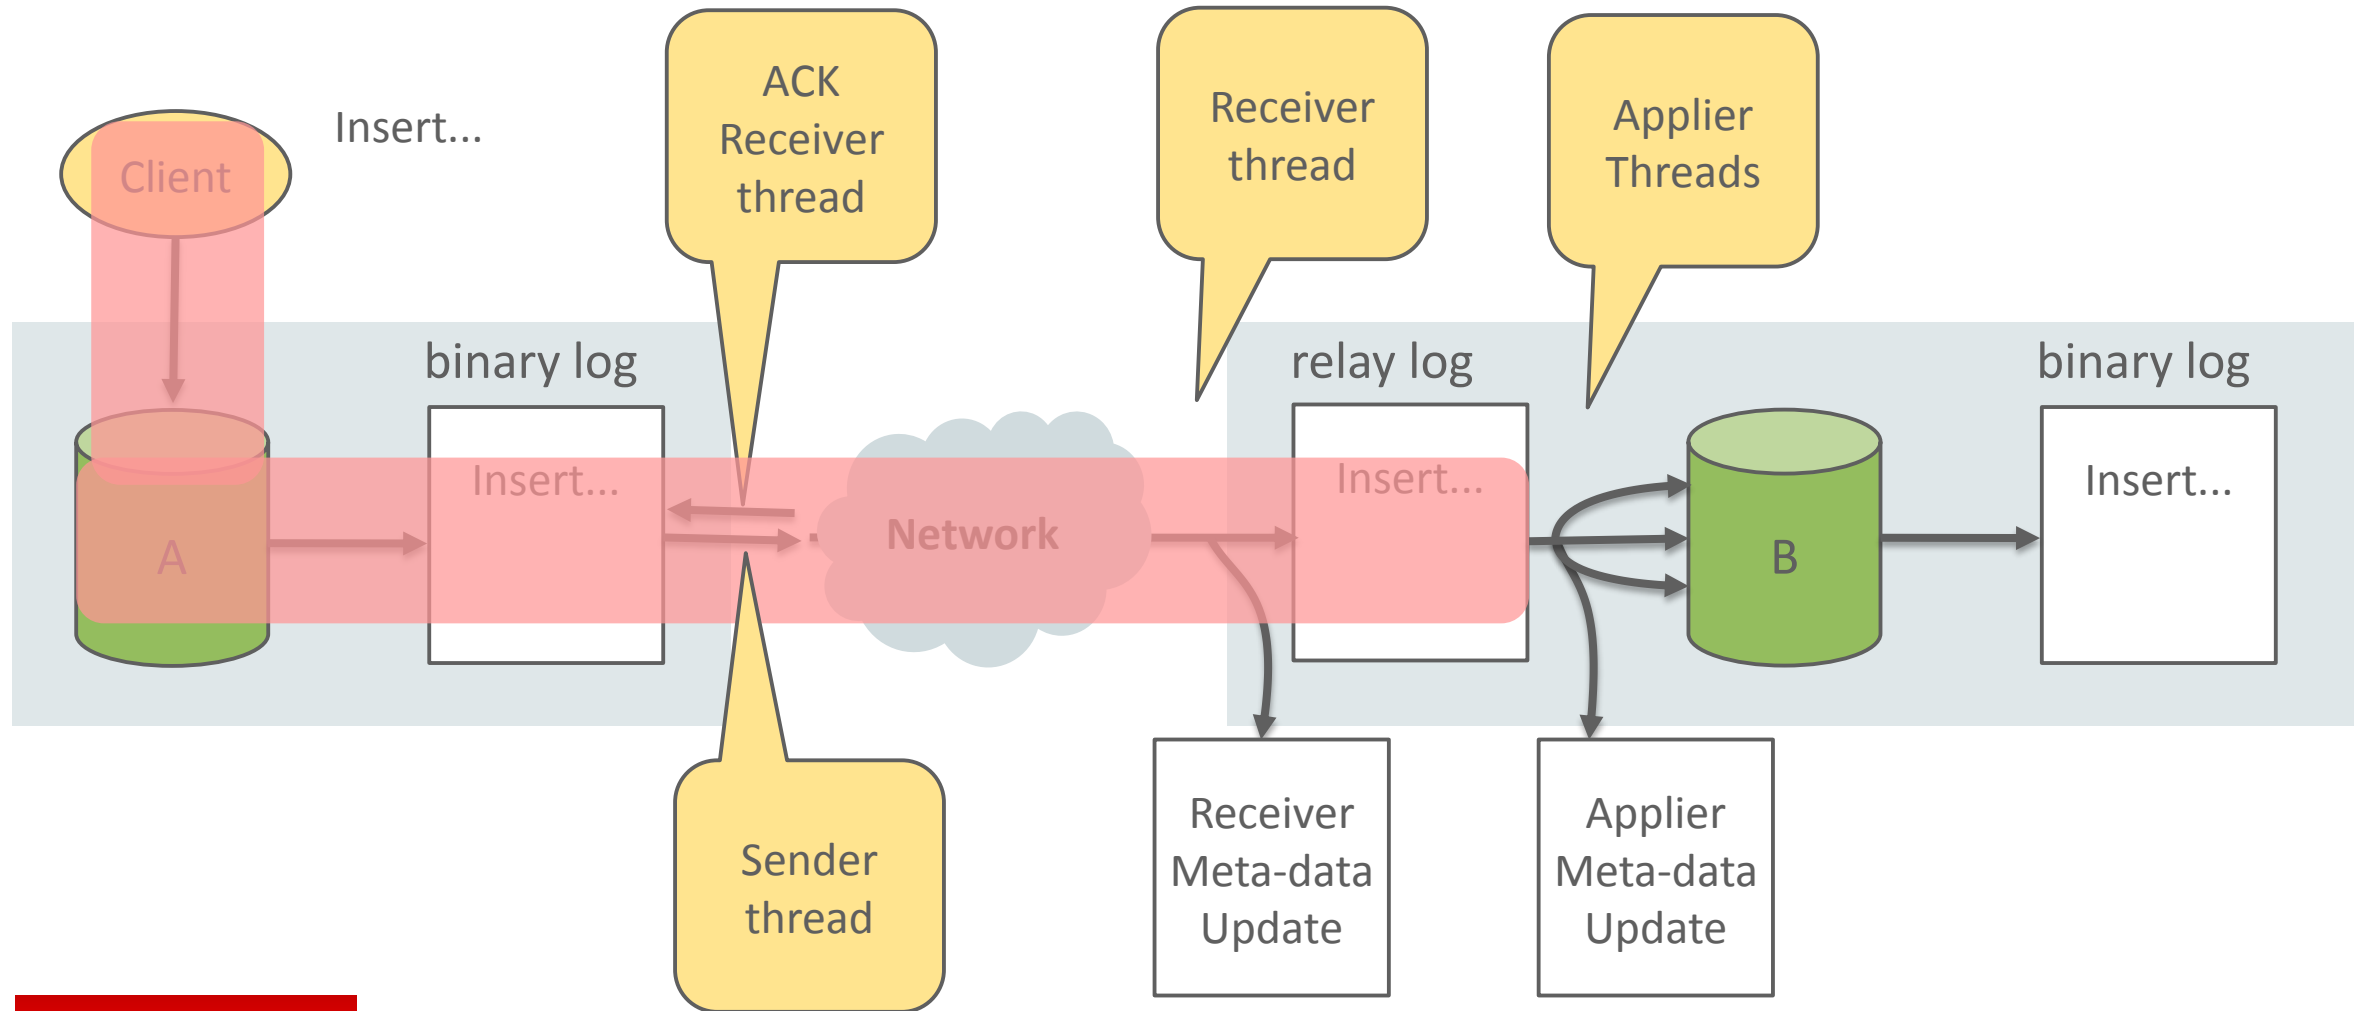 ACK
Receiver
thread
Receiver
thread
Applier
Threads
Insert...
Client
binary log
relay log
binary log
Insert...
Insert...
Insert...
Network
A
B
Sender
thread
Receiver
Meta-data
Update
Applier
Meta-data
Update